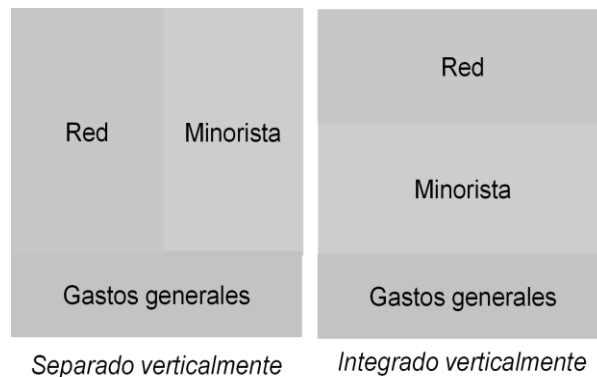 Red
Minorista
Gastos generales
Separado verticalmente
Red
Minorista
Gastos generales
Integrado verticalmente